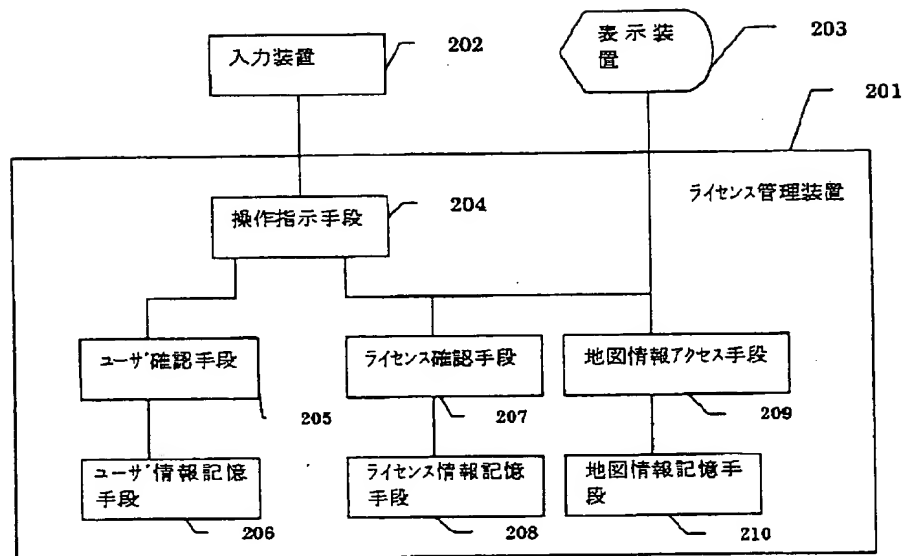 入力装置
202
表示装
置
203
201
ライセンス管理装置
操作指示手段
204
ユーザ確認手段
205
ライセンス確認手段
207
地図情報アクセス手段
209
ユーザ情報記憶
手段
206
ライセンス情報記憶
手段
208
地図情報記憶手
段
210